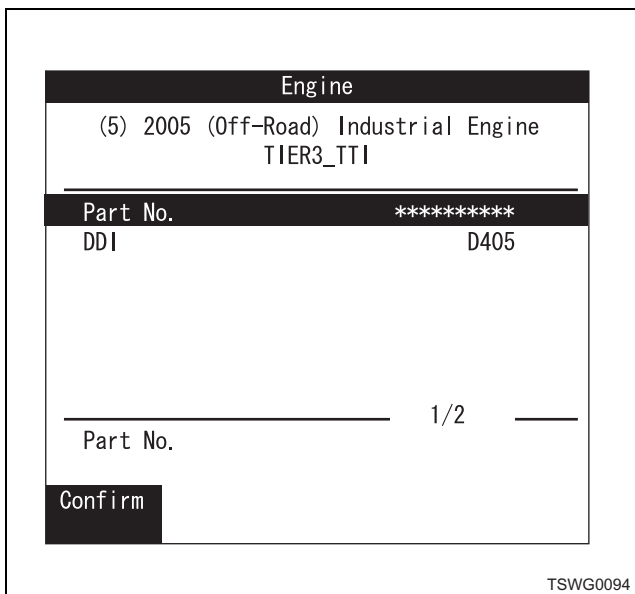 Engine
(5) 2005 (Off-Road) Industrial Engine
TIER3_TTI
Part No. **********
DDI D405
1/2
Part No.
Confirm
TSWG0094